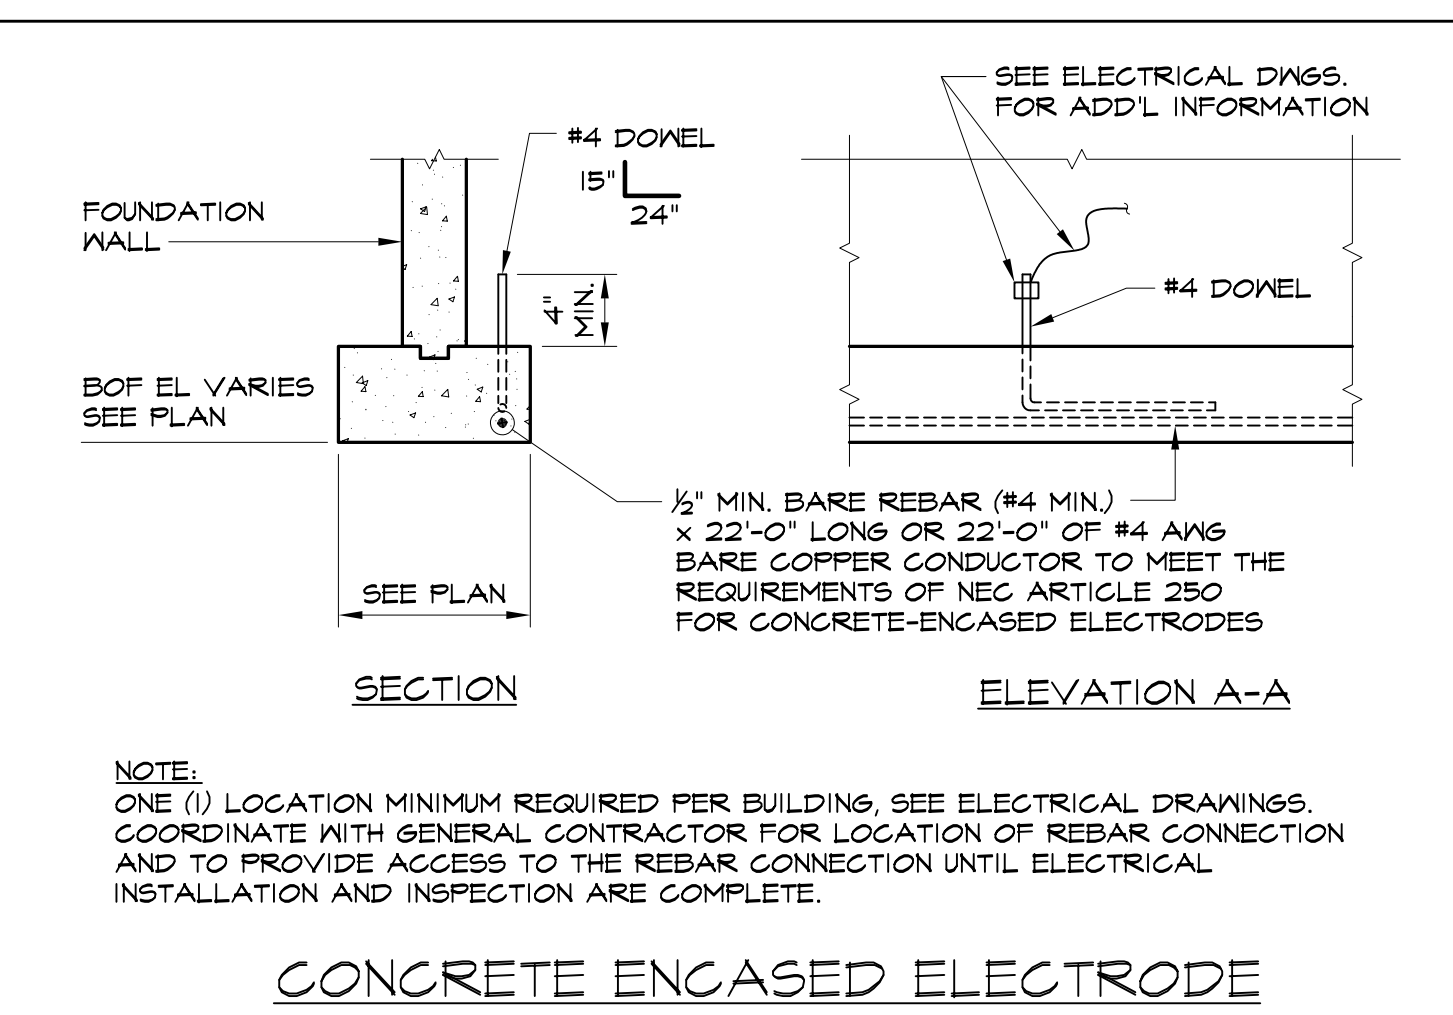 SEE ELECTRICAL DWGS.
FOR ADD'L INFORMATION
#4 DOWEL
15"
24"
FOUNDATION
WALL
4"
MIN.
#4 DOWEL
BOF EL VARIES
SEE PLAN
½" MIN. BARE REBAR (#4 MIN.)
x 22'-0" LONG OR 22'-0" OF #4 AWG
BARE COPPER CONDUCTOR TO MEET THE
REQUIREMENTS OF NEC ARTICLE 250
FOR CONCRETE-ENCASED ELECTRODES
SEE PLAN
SECTION
ELEVATION A-A
NOTE:
ONE (1) LOCATION MINIMUM REQUIRED PER BUILDING, SEE ELECTRICAL DRAWINGS.
COORDINATE WITH GENERAL CONTRACTOR FOR LOCATION OF REBAR CONNECTION
AND TO PROVIDE ACCESS TO THE REBAR CONNECTION UNTIL ELECTRICAL
INSTALLATION AND INSPECTION ARE COMPLETE.
CONCRETE ENCASED ELECTRODE